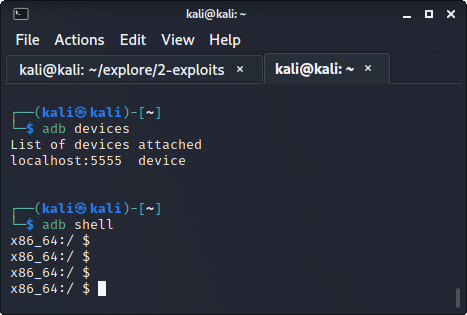 kali@kali: ~
File Actions Edit View Help
kali@kali: ~/explore/2-exploits × kali@kali: ~ ×
┌──(kali㉿kali)-[~]
└─$ adb devices
List of devices attached
localhost:5555  device
┌──(kali㉿kali)-[~]
└─$ adb shell
x86_64:/ $
x86_64:/ $
x86_64:/ $
x86_64:/ $